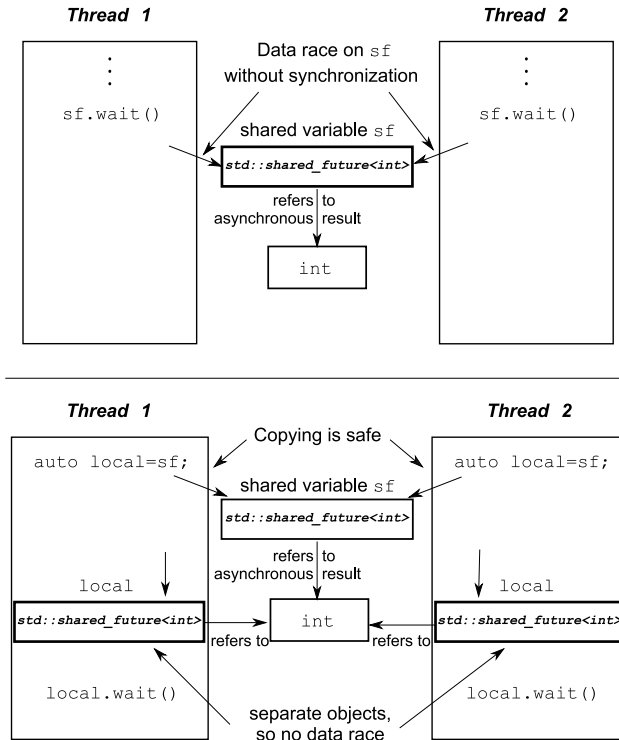 Thread 1
Thread 2
Data race on sf
without synchronization
sf.wait()
sf.wait()
shared variable sf
std::shared_future<int>
refers to
asynchronous result
int
Thread 1
Thread 2
Copying is safe
auto local=sf;
auto local=sf;
shared variable sf
std::shared_future<int>
refers to
asynchronous result
local
local
std::shared_future<int>
int
std::shared_future<int>
refers to
refers to
local.wait()
local.wait()
separate objects,
so no data race